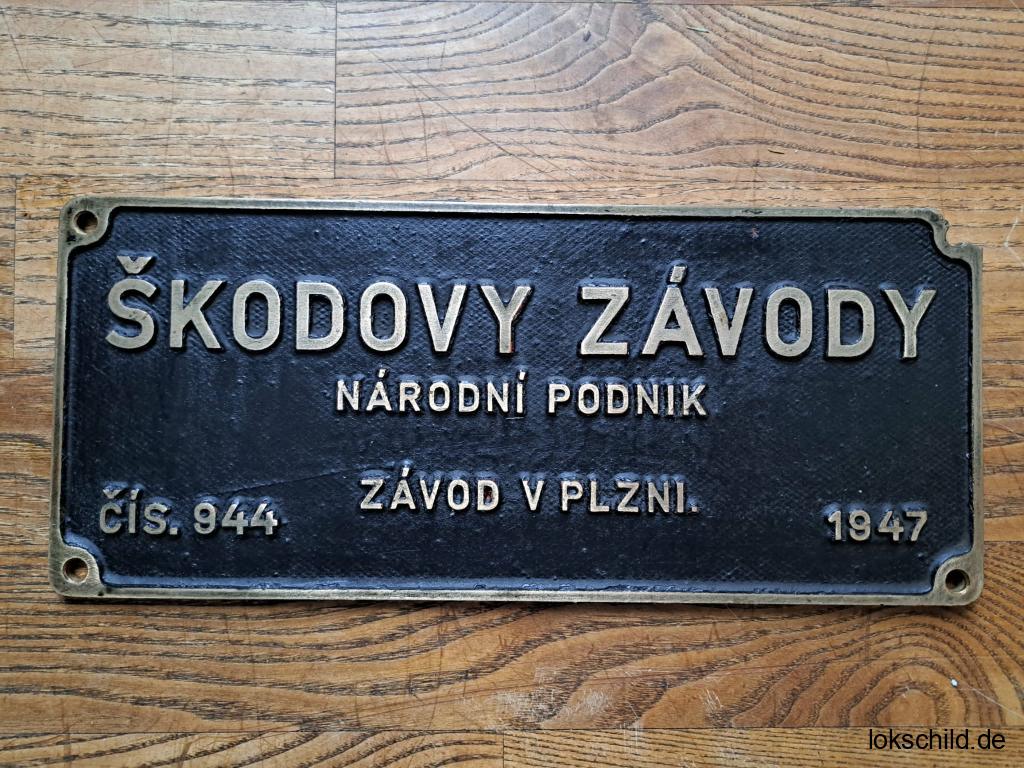 ŠKODOVY ZÁVODY
NÁRODNÍ PODNIK
ZÁVOD V PLZNI.
ČÍS. 944
1947
lokschild.de